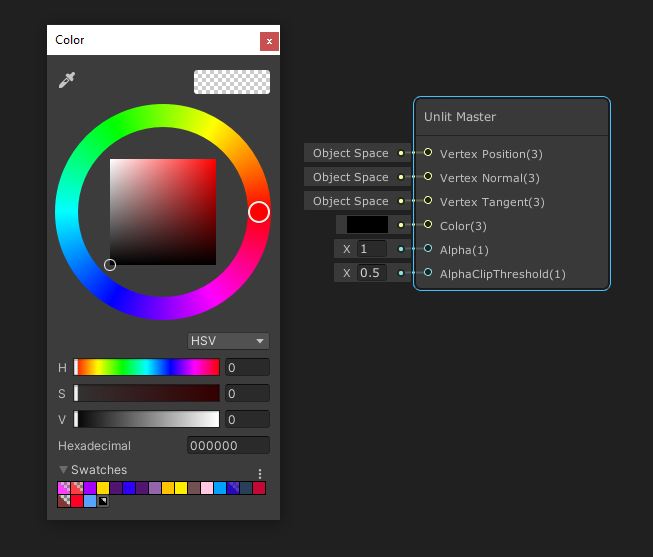 Color
x
HSV
H 0
S 0
V 0
Hexadecimal 000000
Swatches
Unlit Master
Object Space Vertex Position(3)
Object Space Vertex Normal(3)
Object Space Vertex Tangent(3)
Color(3)
X 1 Alpha(1)
X 0.5 AlphaClipThreshold(1)